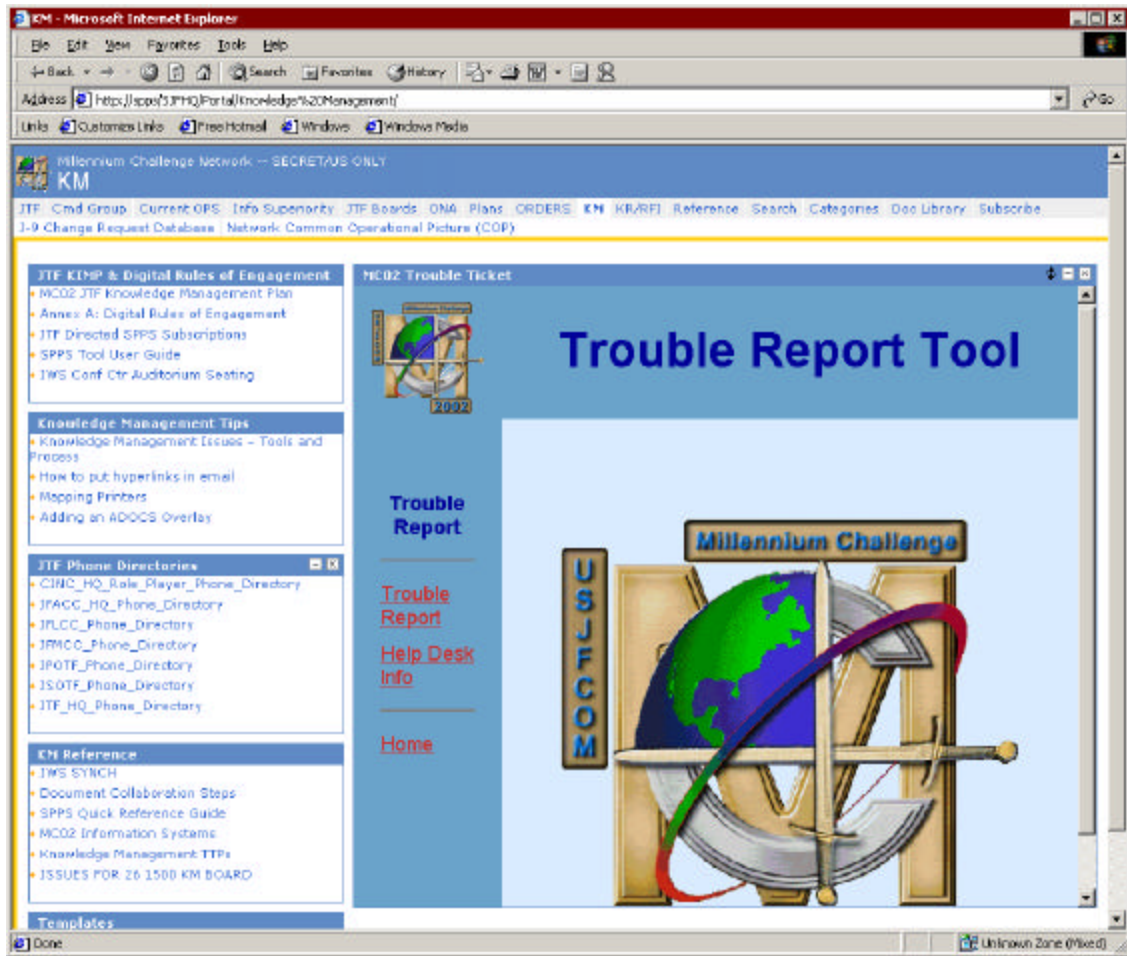 KM - Microsoft Internet Explorer
File Edit View Favorites Tools Help
Back Search Favorites History
Address http://spps/SJFHQ/Portal/Knowledge%20Management/ Go
Links Customize Links Free Hotmail Windows Windows Media
Millennium Challenge Network -- SECRET/US ONLY
KM
JTF Cmd Group Current OPS Info Superiority JTF Boards ONA Plans ORDERS KM KR/RFI Reference Search Categories Doc Library Subscribe
J-9 Change Request Database Network Common Operational Picture (COP)
JTF KIMP & Digital Rules of Engagement
MC02 JTF Knowledge Management Plan
Annex A: Digital Rules of Engagement
JTF Directed SPPS Subscriptions
SPPS Tool User Guide
IWS Conf Ctr Auditorium Seating
Knowledge Management Tips
Knowledge Management Issues – Tools and
Process
How to put hyperlinks in email
Mapping Printers
Adding an ADOCS Overlay
JTF Phone Directories
CINC_HQ_Role_Player_Phone_Directory
JFACC_HQ_Phone_Directory
JFLCC_Phone_Directory
JFMCC_Phone_Directory
JPOTF_Phone_Directory
JSOTF_Phone_Directory
JTF_HQ_Phone_Directory
KM Reference
IWS SYNCH
Document Collaboration Steps
SPPS Quick Reference Guide
MC02 Information Systems
Knowledge Management TTPs
ISSUES FOR 26 1500 KM BOARD
Templates
MC02 Trouble Ticket
2002
Trouble Report Tool
Trouble
Report
Trouble
Report
Help Desk
Info
Home
Millennium Challenge
USJFCOM
Done
Unknown Zone (Mixed)